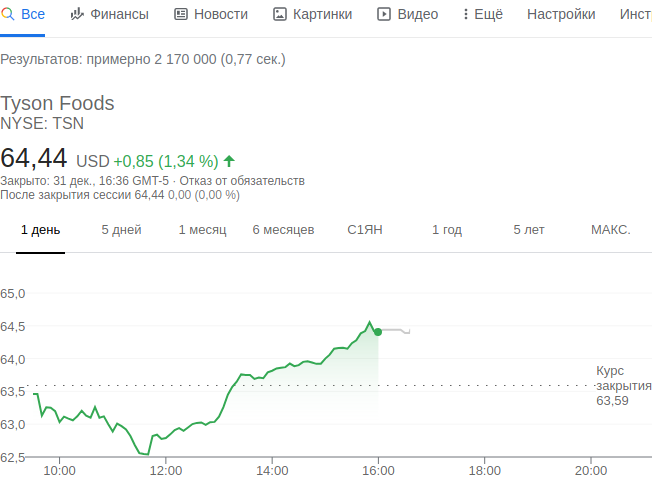 Все Финансы Новости Картинки Видео Ещё Настройки Инст
Результатов: примерно 2 170 000 (0,77 сек.)
Tyson Foods
NYSE: TSN
64,44 USD +0,85 (1,34 %)
Закрыто: 31 дек., 16:36 GMT-5 · Отказ от обязательств
После закрытия сессии 64,44 0,00 (0,00 %)
1 день 5 дней 1 месяц 6 месяцев С1ЯН 1 год 5 лет МАКС.
65,0
64,5
64,0
63,5
63,0
62,5
Курс
закрытия
63,59
10:00 12:00 14:00 16:00 18:00 20:00